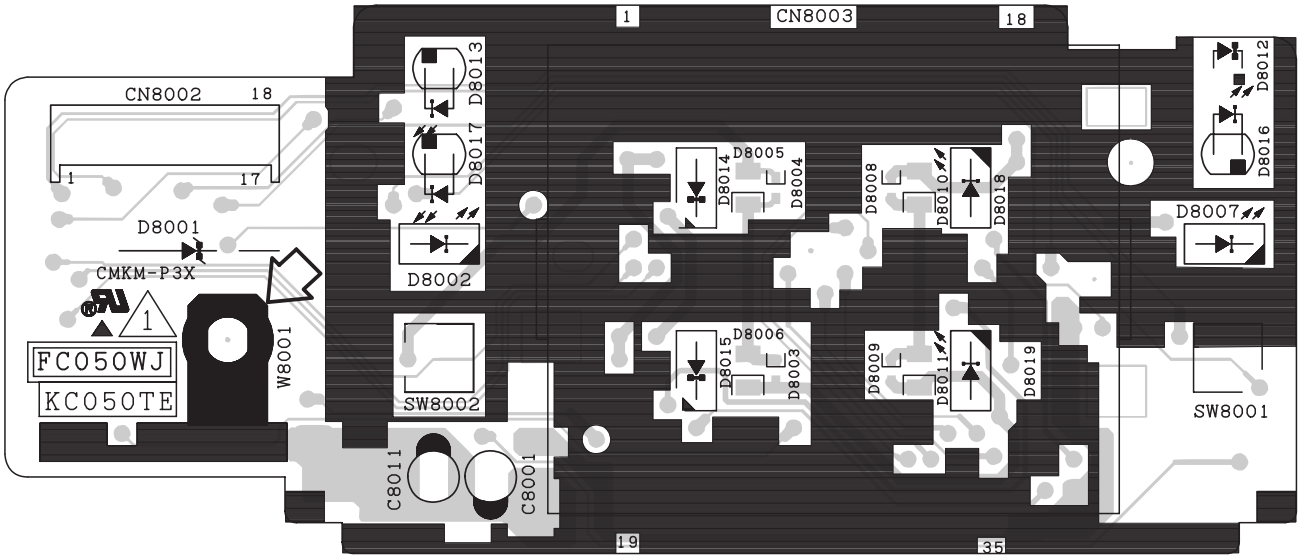 1 CN8003 18
D8013
D8012
CN8002 18
D8017
D8016
1 17
D8014 D8005 D8004
D8008 D8010 D8018
D8001
D8007
CMKM-P3X
D8002
1
W8001
FC050WJ
KC050TE
SW8002
D8015 D8006 D8003
D8009 D8011 D8019
SW8001
C8011 C8001
19 35